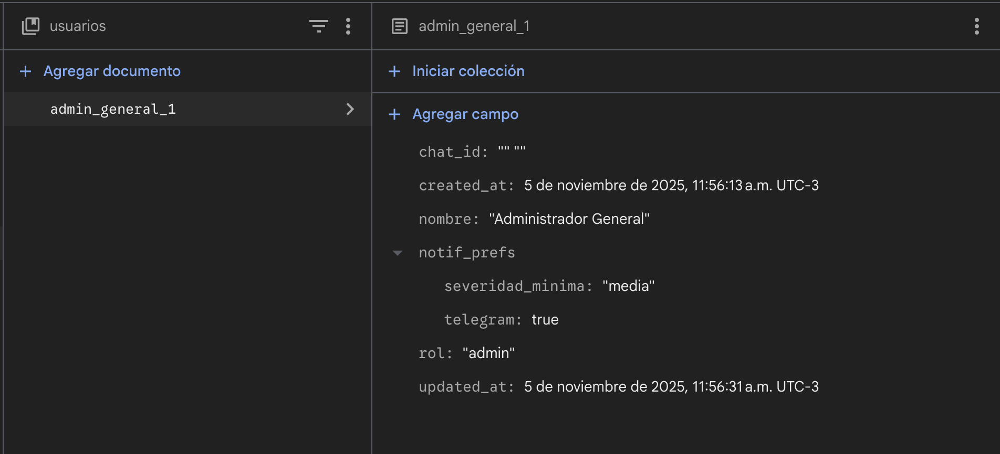 usuarios
Agregar documento
admin_general_1
admin_general_1
Iniciar colección
Agregar campo
chat_id: "" ""
created_at: 5 de noviembre de 2025, 11:56:13 a.m. UTC-3
nombre: "Administrador General"
notif_prefs
severidad_minima: "media"
telegram: true
rol: "admin"
updated_at: 5 de noviembre de 2025, 11:56:31 a.m. UTC-3